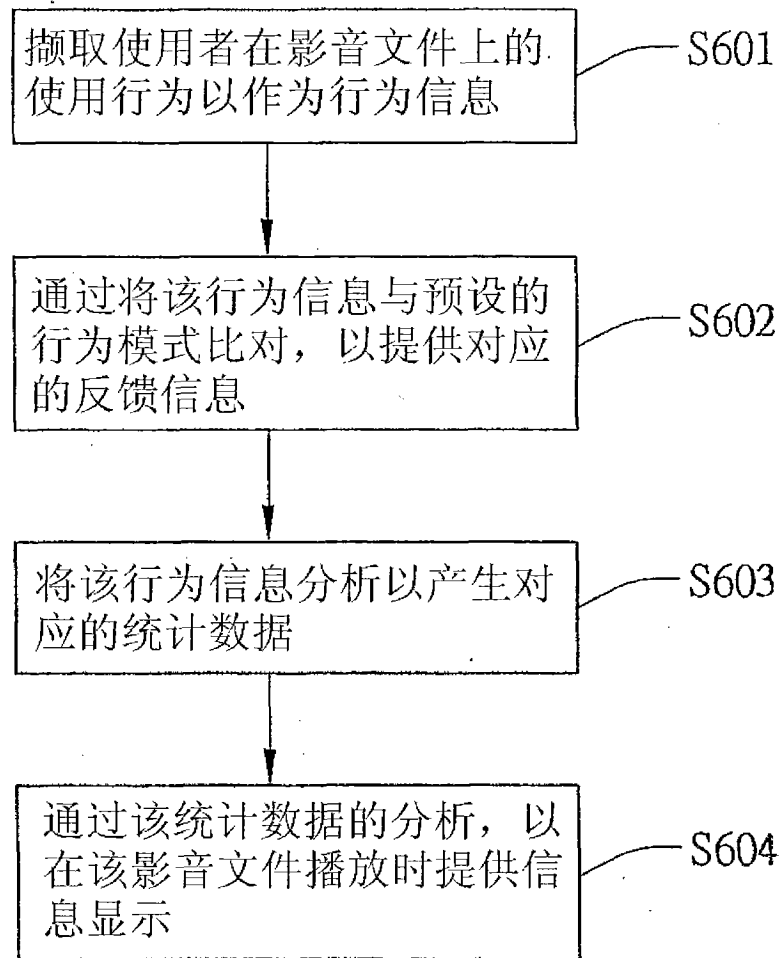 撷取使用者在影音文件上的
使用行为以作为行为信息
S601
通过将该行为信息与预设的
行为模式比对，以提供对应
的反馈信息
S602
将该行为信息分析以产生对
应的统计数据
S603
通过该统计数据的分析，以
在该影音文件播放时提供信
息显示
S604